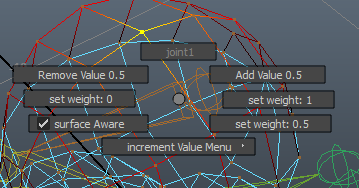 joint1
Remove Value 0.5
Add Value 0.5
set weight: 0
set weight: 1
surface Aware
set weight: 0.5
increment Value Menu